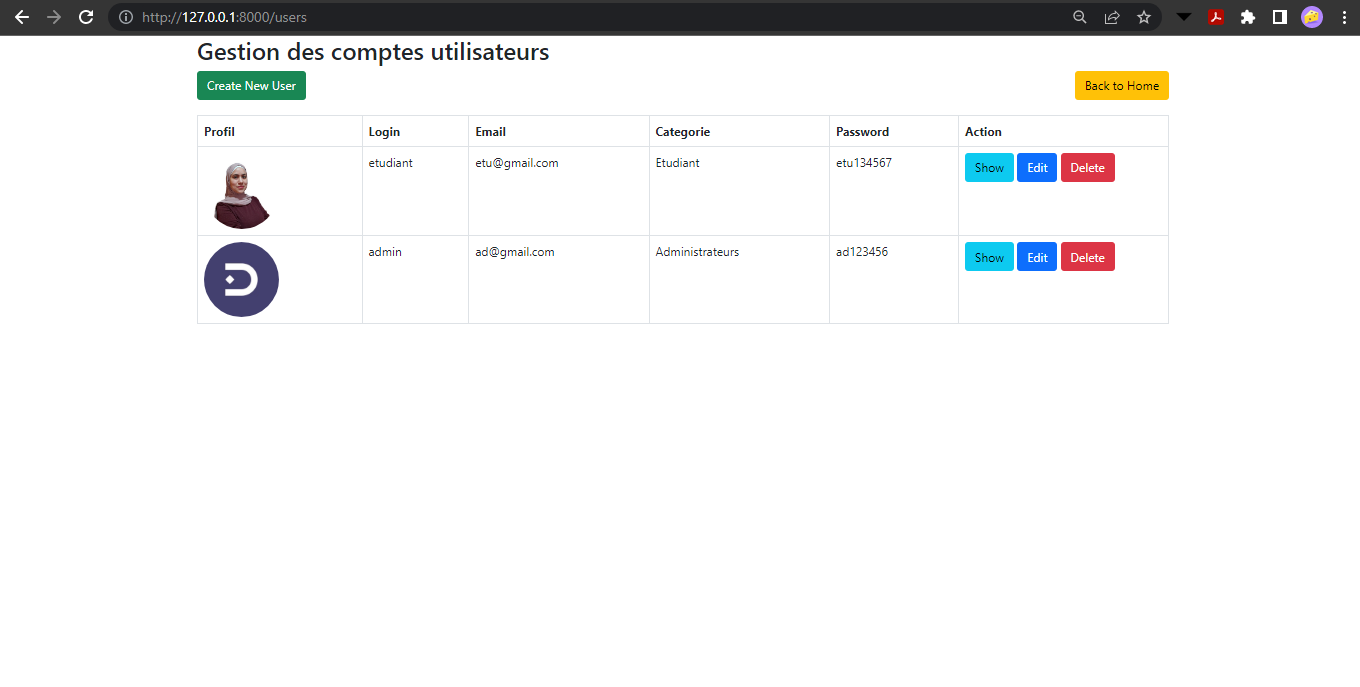 http://127.0.0.1:8000/users
Gestion des comptes utilisateurs
Create New User
Back to Home
Profil Login Email Categorie Password Action
etudiant etu@gmail.com Etudiant etu134567 Show Edit Delete
admin ad@gmail.com Administrateurs ad123456 Show Edit Delete